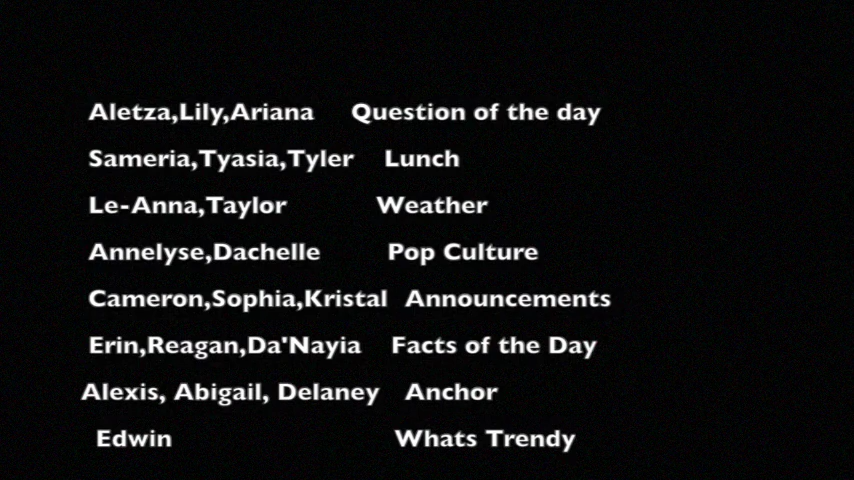 Aletza,Lily,Ariana Question of the day
Sameria,Tyasia,Tyler Lunch
Le-Anna,Taylor Weather
Annelyse,Dachelle Pop Culture
Cameron,Sophia,Kristal Announcements
Erin,Reagan,Da'Nayia Facts of the Day
Alexis, Abigail, Delaney Anchor
Edwin Whats Trendy